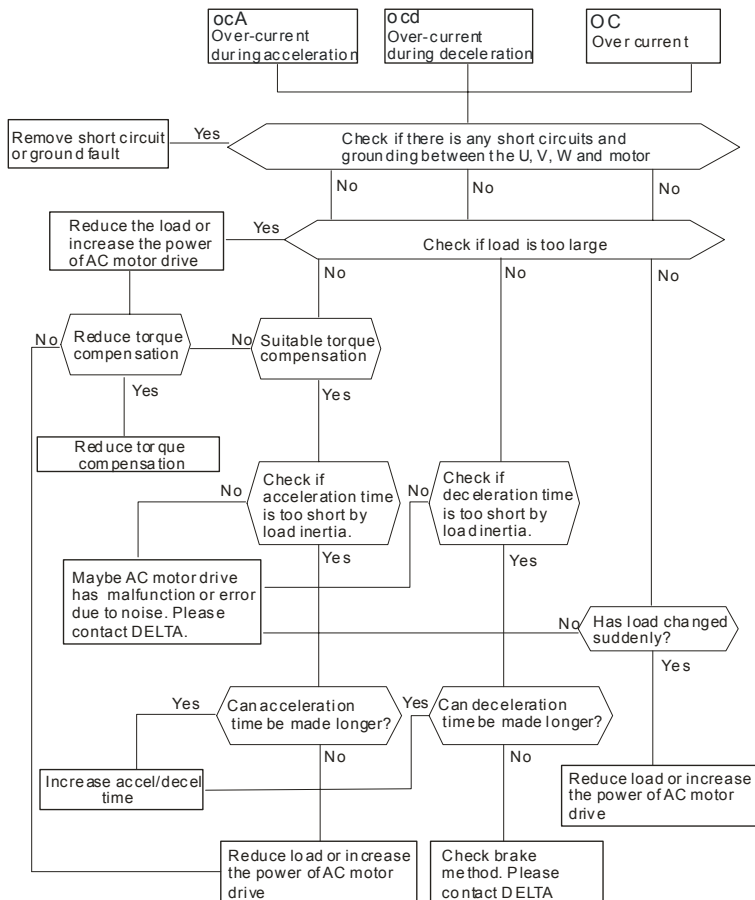 ocA
Over-current
during acceleration
ocd
Over-current
during deceleration
OC
Over current
Remove short circuit
or ground fault
Yes
Check if there is any short circuits and
grounding between the U, V, W and motor
No
No
No
Reduce the load or
increase the power
of AC motor drive
Yes
Check if load is too large
No
No
No
No
Reduce torque
compensation
No
Suitable torque
compensation
Yes
Yes
Reduce torque
compensation
No
Check if
acceleration time
is too short by
load inertia.
No
Check if
deceleration time
is too short by
load inertia.
Yes
Yes
Maybe AC motor drive
has malfunction or error
due to noise. Please
contact DELTA.
No
Has load changed
suddenly?
Yes
Yes
Can acceleration
time be made longer?
Yes
Can deceleration
time be made longer?
No
No
Increase accel/decel
time
Reduce load or increase
the power of AC motor
drive
Reduce load or increase
the power of AC motor
drive
Check brake
method. Please
contact DELTA